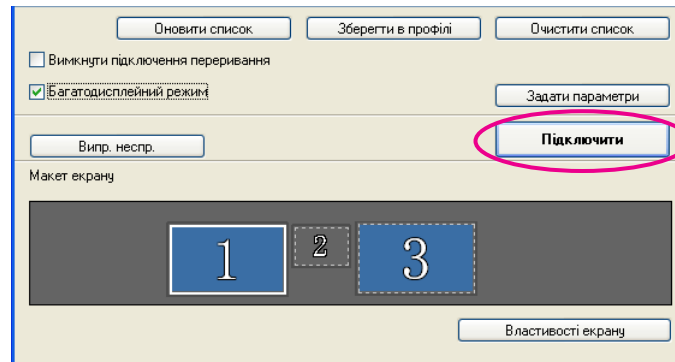 Оновити список
Зберегти в профілі
Очистити список
Вимкнути підключення переривання
Багатодисплейний режим
Задати параметри
Підключити
Випр. неспр.
Макет екрану
1
2
3
Властивості екрану